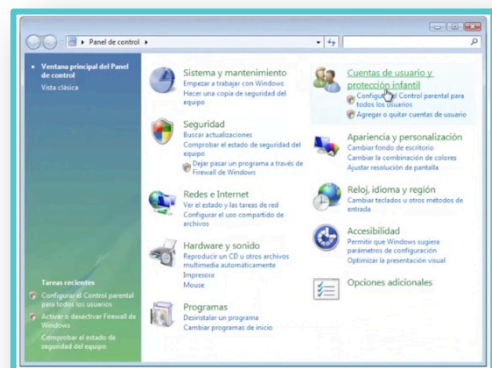 Panel de control
Ventana principal del Panel
de control
Vista clásica
Sistema y mantenimiento
Empezar a trabajar con Windows
Hacer una copia de seguridad del
equipo
Seguridad
Buscar actualizaciones
Comprobar el estado de seguridad del
equipo
Dejar pasar un programa a través de
Firewall de Windows
Redes e Internet
Ver el estado y las tareas de red
Configurar el uso compartido de
archivos
Hardware y sonido
Reproducir un CD u otros archivos
multimedia automáticamente
Impresora
Mouse
Programas
Desinstalar un programa
Cambiar programas de inicio
Cuentas de usuario y
protección infantil
Configurar el Control parental para
todos los usuarios
Agregar o quitar cuentas de usuario
Apariencia y personalización
Cambiar fondo de escritorio
Cambiar la combinación de colores
Ajustar resolución de pantalla
Reloj, idioma y región
Cambiar teclados u otros métodos de
entrada
Accesibilidad
Permitir que Windows sugiera
parámetros de configuración
Optimizar la presentación visual
Opciones adicionales
Tareas recientes
Configurar el Control parental
para todos los usuarios
Activar o desactivar Firewall de
Windows
Comprobar el estado de
seguridad del equipo